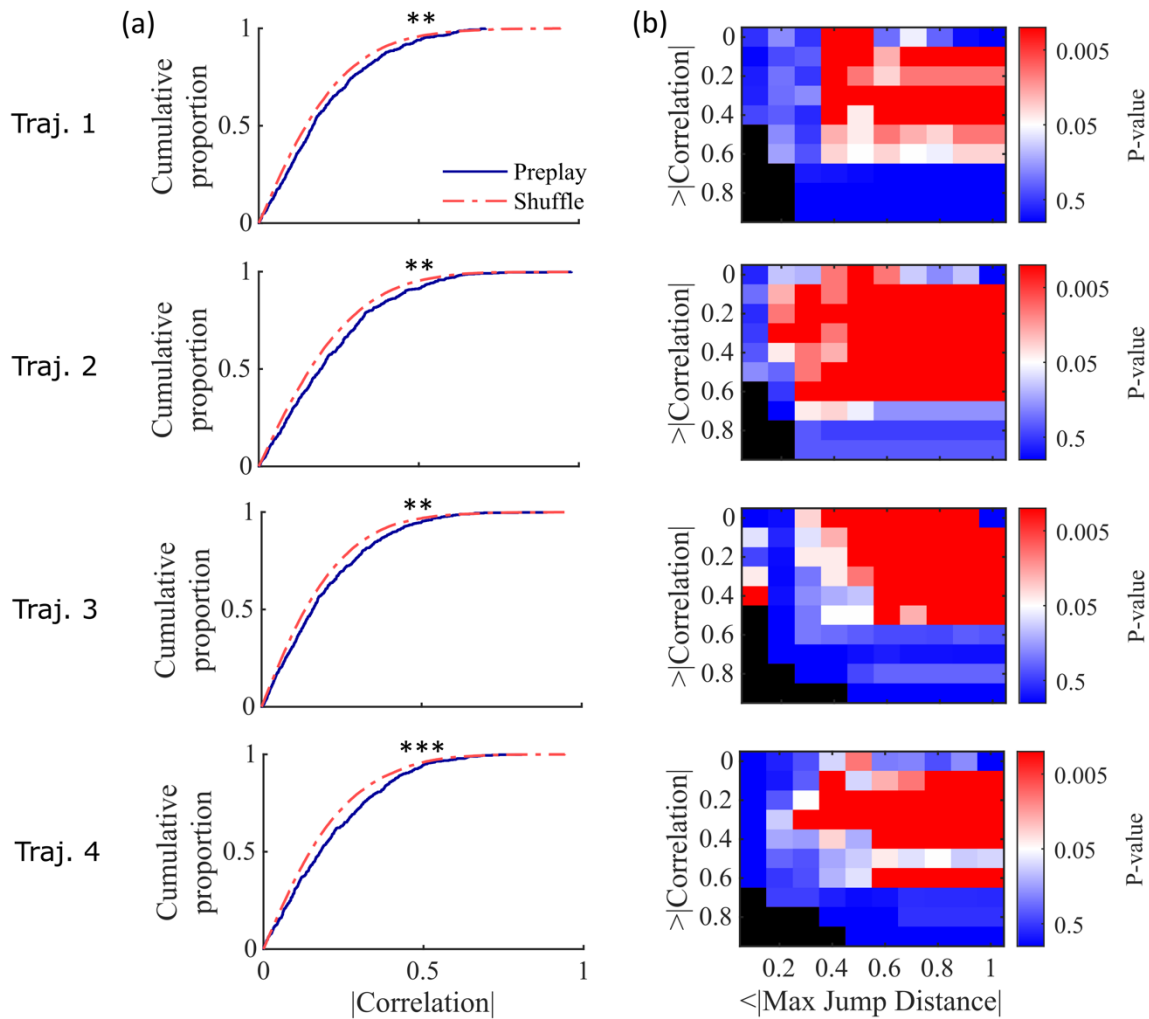 (a)
(b)
Traj. 1
Cumulative
proportion
1
0.5
0
**
Preplay
Shuffle
>|Correlation|
0
0.2
0.4
0.6
0.8
0.005
0.05
0.5
P-value
Traj. 2
Cumulative
proportion
1
0.5
0
**
>|Correlation|
0
0.2
0.4
0.6
0.8
0.005
0.05
0.5
P-value
Traj. 3
Cumulative
proportion
1
0.5
0
**
>|Correlation|
0
0.2
0.4
0.6
0.8
0.005
0.05
0.5
P-value
Traj. 4
Cumulative
proportion
1
0.5
0
***
0 0.5 1
|Correlation|
>|Correlation|
0
0.2
0.4
0.6
0.8
0.2 0.4 0.6 0.8 1
<|Max Jump Distance|
0.005
0.05
0.5
P-value